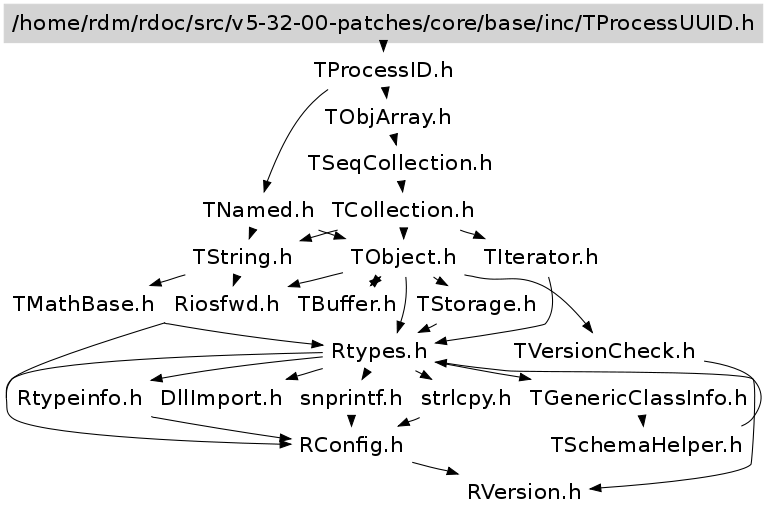 /home/rdm/rdoc/src/v5-32-00-patches/core/base/inc/TProcessUUID.h
TProcessID.h
TObjArray.h
TSeqCollection.h
TNamed.h TCollection.h
TString.h TObject.h TIterator.h
TMathBase.h Riosfwd.h TBuffer.h TStorage.h
Rtypes.h TVersionCheck.h
Rtypeinfo.h DllImport.h snprintf.h strlcpy.h TGenericClassInfo.h
RConfig.h TSchemaHelper.h
RVersion.h